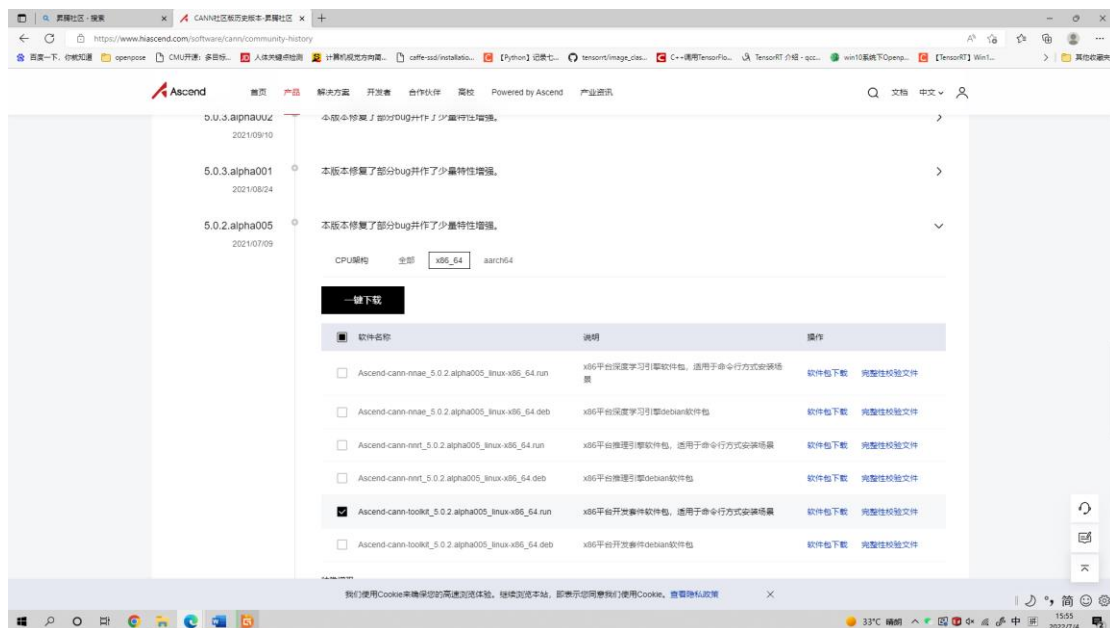 昇腾社区 - 搜索
CANN社区版历史版本-昇腾社区
https://www.hiascend.com/software/cann/community-history
百度一下，你就知道
openpose
CMU开源：多目标...
人体关键点检测
计算机视觉方向简...
caffe-ssd/installatio...
【Python】记录七...
tensorrt/image_clas...
C++调用TensorFlo...
TensorRT 介绍 - qcc...
win10系统下Openp...
【TensorRT】Win1...
其他收藏夹
Ascend
首页 产品 解决方案 开发者 合作伙伴 高校 Powered by Ascend 产业资讯
文档 中文
5.0.3.alpha002 本版本修复了部分bug并作了少量特性增强。
2021/09/10
5.0.3.alpha001 本版本修复了部分bug并作了少量特性增强。
2021/08/24
5.0.2.alpha005 本版本修复了部分bug并作了少量特性增强。
2021/07/09
CPU架构 全部 x86_64 aarch64
一键下载
软件名称 说明 操作
Ascend-cann-nnae_5.0.2.alpha005_linux-x86_64.run x86平台深度学习引擎软件包，适用于命令行方式安装场景 软件包下载 完整性校验文件
Ascend-cann-nnae_5.0.2.alpha005_linux-x86_64.deb x86平台深度学习引擎debian软件包 软件包下载 完整性校验文件
Ascend-cann-nnrt_5.0.2.alpha005_linux-x86_64.run x86平台推理引擎软件包，适用于命令行方式安装场景 软件包下载 完整性校验文件
Ascend-cann-nnrt_5.0.2.alpha005_linux-x86_64.deb x86平台推理引擎debian软件包 软件包下载 完整性校验文件
Ascend-cann-toolkit_5.0.2.alpha005_linux-x86_64.run x86平台开发套件软件包，适用于命令行方式安装场景 软件包下载 完整性校验文件
Ascend-cann-toolkit_5.0.2.alpha005_linux-x86_64.deb x86平台开发套件debian软件包 软件包下载 完整性校验文件
我们使用Cookie来确保您的高速浏览体验。继续浏览本站，即表示您同意我们使用Cookie。查看隐私政策
简
33°C 晴朗
中
15:55
2022/7/4